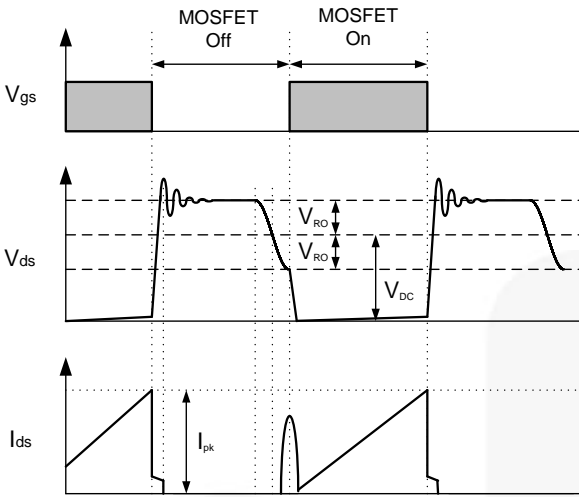 MOSFET
Off
MOSFET
On
Vgs
Vds
VRO
VRO
VDC
Ids
Ipk